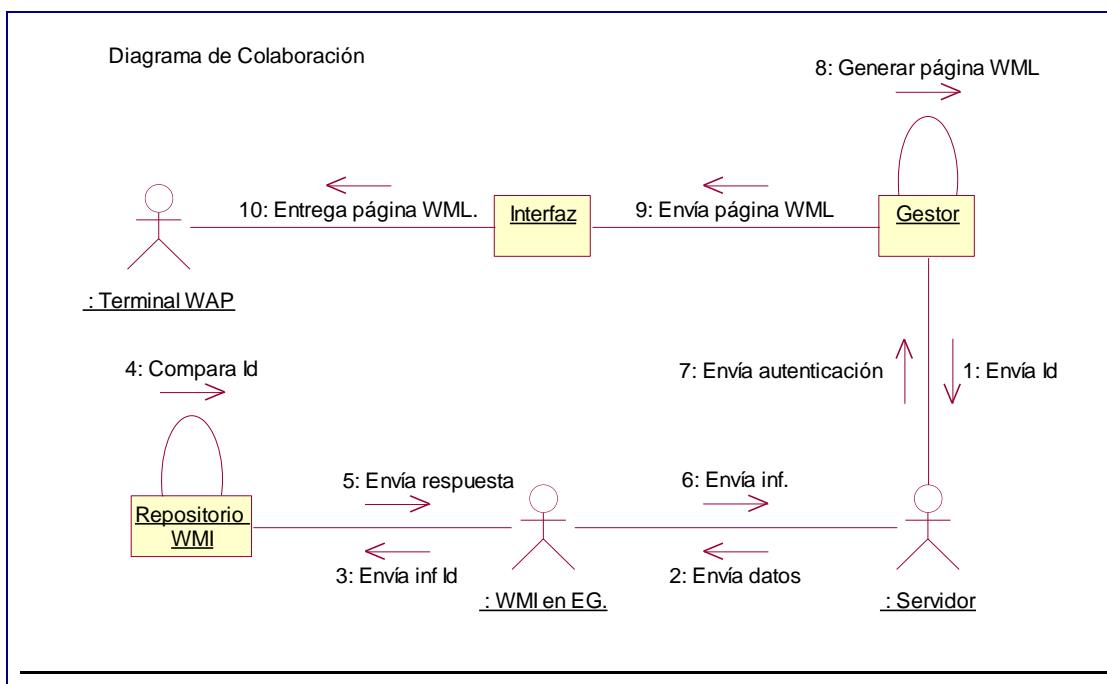 Diagrama de Colaboración
8: Generar página WML
10: Entrega página WML.
Interfaz
9: Envía página WML
Gestor
: Terminal WAP
4: Compara Id
7: Envía autenticación
1: Envía Id
5: Envía respuesta
6: Envía inf.
Repositorio
WMI
3: Envía inf Id
2: Envía datos
: WMI en EG.
: Servidor